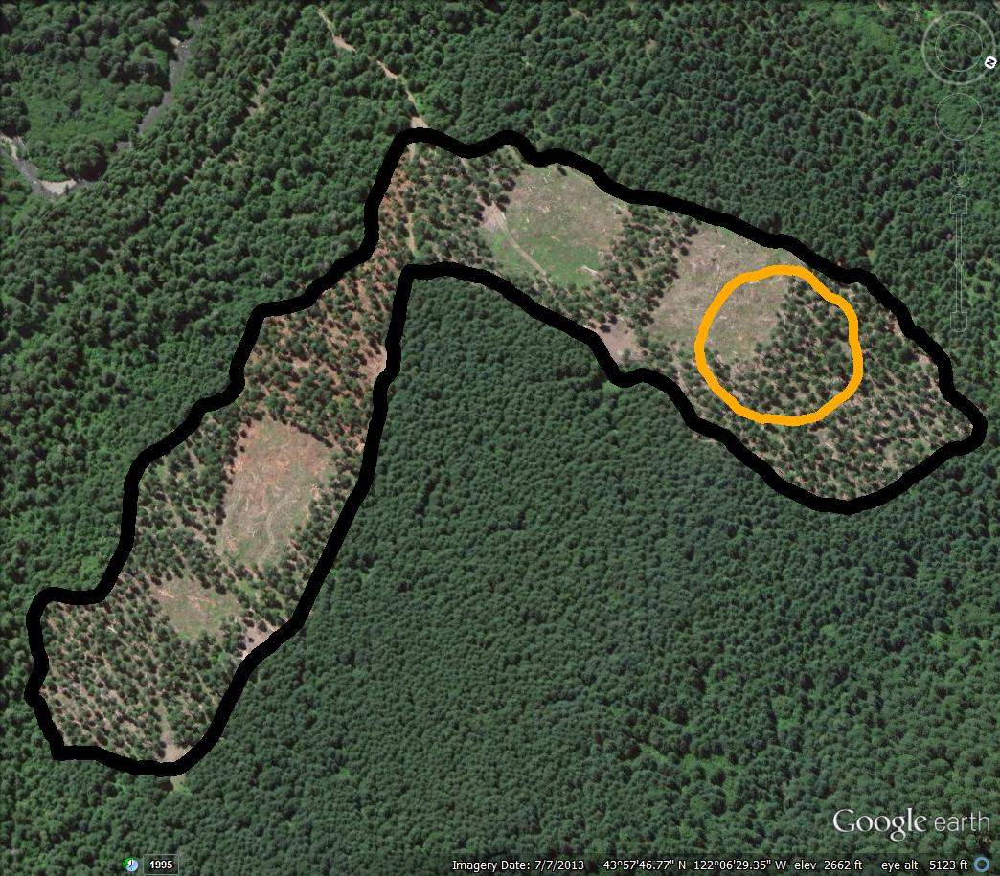 N
Google earth
1995
Imagery Date: 7/7/2013 43°57'46.77" N 122°06'29.35" W elev 2662 ft eye alt 5123 ft